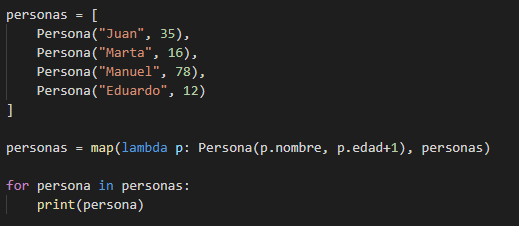 personas = [
    Persona("Juan", 35),
    Persona("Marta", 16),
    Persona("Manuel", 78),
    Persona("Eduardo", 12)
]
personas = map(lambda p: Persona(p.nombre, p.edad+1), personas)
for persona in personas:
    print(persona)